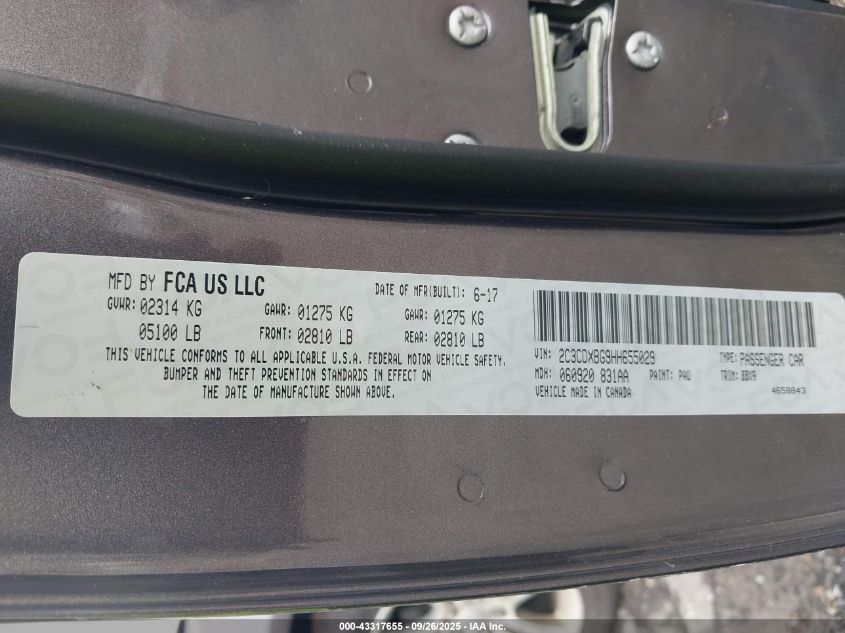 MFD BY FCA US LLC
DATE OF MFR(BUILT): 6-17
GVWR: 02314 KG
GAWR: 01275 KG
GAWR: 01275 KG
05100 LB
FRONT: 02810 LB
REAR: 02810 LB
THIS VEHICLE CONFORMS TO ALL APPLICABLE U.S.A. FEDERAL MOTOR VEHICLE SAFETY,
BUMPER AND THEFT PREVENTION STANDARDS IN EFFECT ON
THE DATE OF MANUFACTURE SHOWN ABOVE.
VIN: 2C3CDXBG9HH655029
TYPE: PASSENGER CAR
MDH: 060920 831AA
PAINT: PAU
TRIM: BBX9
VEHICLE MADE IN CANADA
4658843
000-43317655 - 09/26/2025 - IAA Inc.